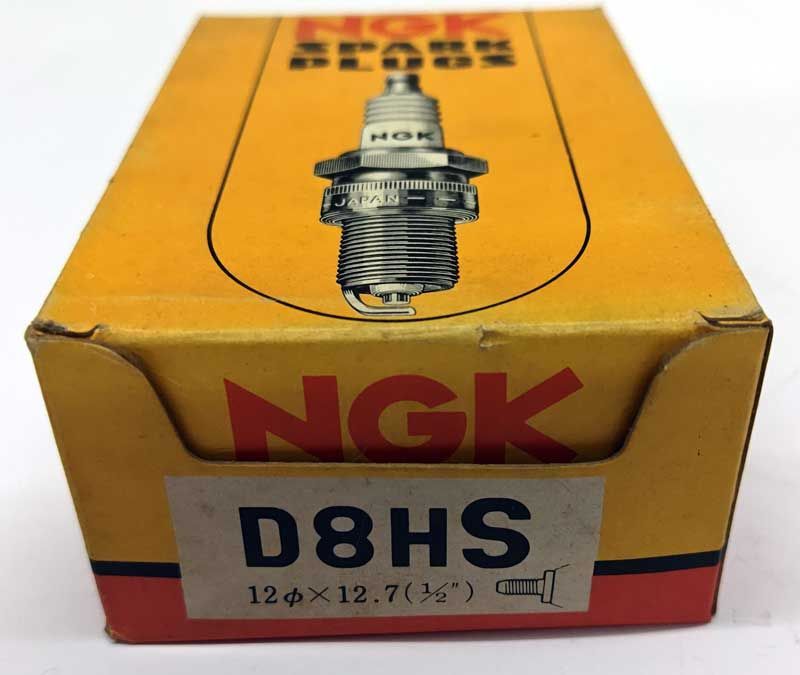 NGK
SPARK
PLUGS
NGK
JAPAN
NGK
D8HS
12φ×12.7(½")